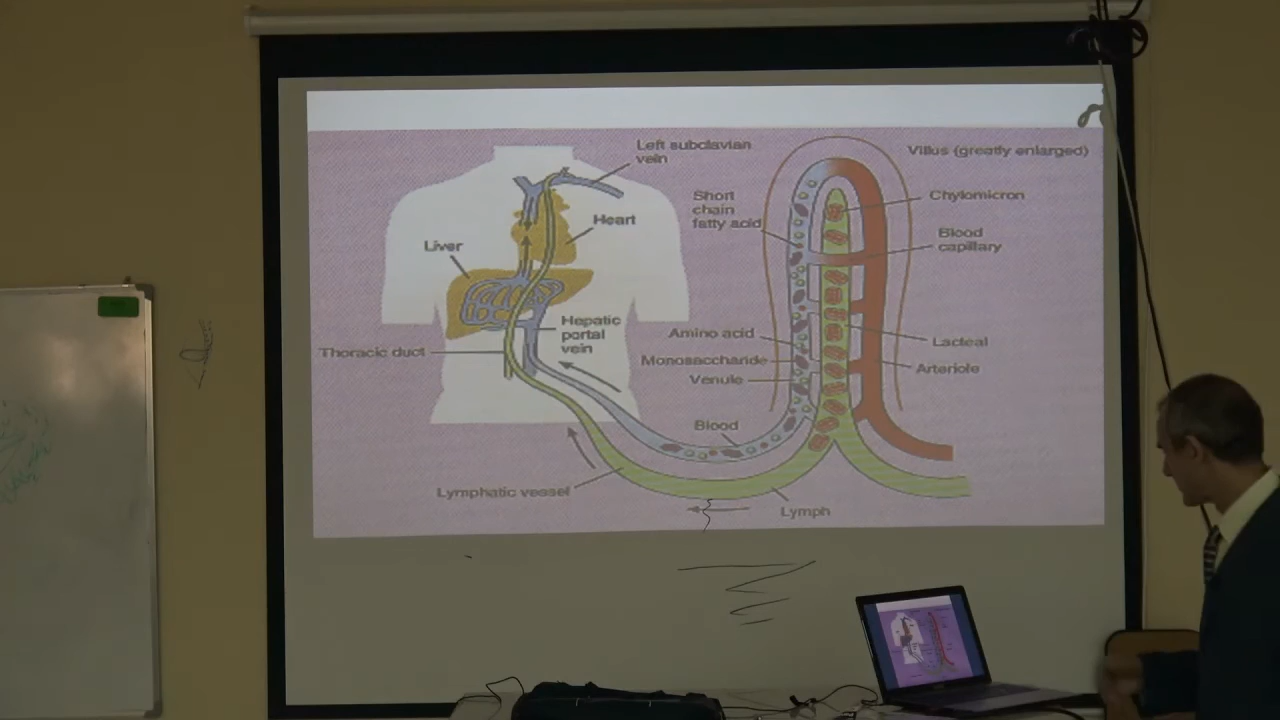 Left subclavian
vein
Villus (greatly enlarged)
Short
chain
fatty acid
Chylomicron
Heart
Blood
capillary
Liver
Hepatic
portal
vein
Amino acid
Lacteal
Thoracic duct
Monosaccharide
Arteriole
Venule
Blood
Lymphatic vessel
Lymph